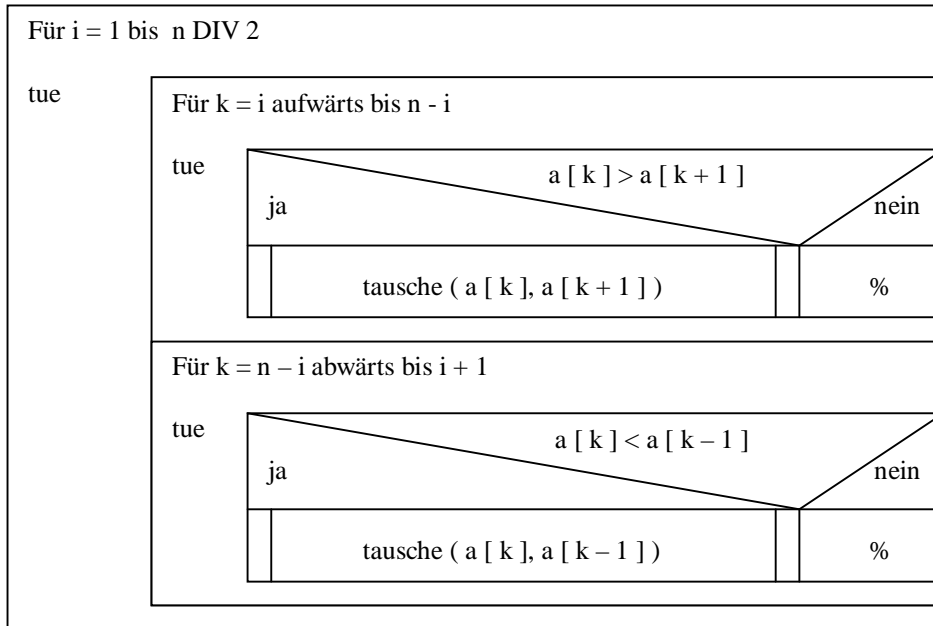 Für i = 1 bis n DIV 2
tue
Für k = i aufwärts bis n - i
tue
a [ k ] > a [ k + 1 ]
ja
nein
tausche ( a [ k ], a [ k + 1 ] )
%
Für k = n – i abwärts bis i + 1
tue
a [ k ] < a [ k – 1 ]
ja
nein
tausche ( a [ k ], a [ k – 1 ] )
%